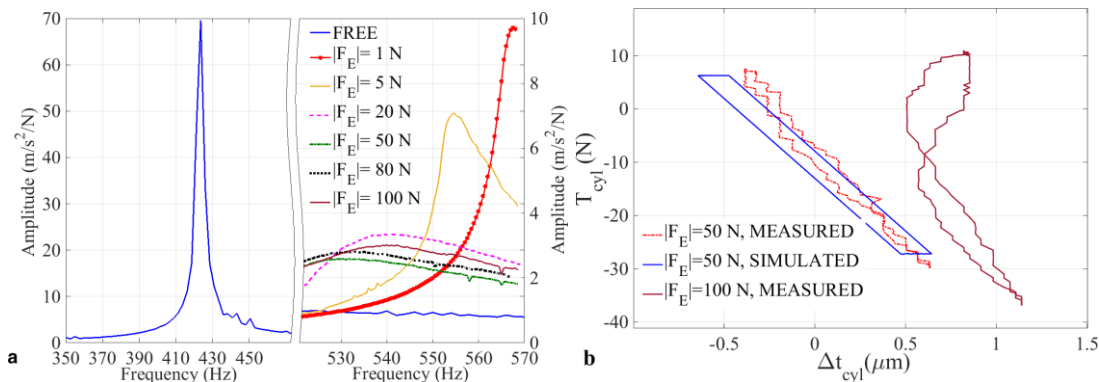 70
60
50
40
30
20
10
0
Amplitude (m/s²/N)
350 370 390 410 430 450
Frequency (Hz)
a
530 540 550 560 570
Frequency (Hz)
10
8
6
4
2
0
Amplitude (m/s²/N)
FREE
|F_E|= 1 N
|F_E|= 5 N
|F_E|= 20 N
|F_E|= 50 N
|F_E|= 80 N
|F_E|= 100 N
10
0
-10
-20
-30
-40
T_cyl(N)
|F_E|=50 N, MEASURED
|F_E|=50 N, SIMULATED
|F_E|=100 N, MEASURED
-0.5 0 0.5 1 1.5
Δt_cyl(μm)
b